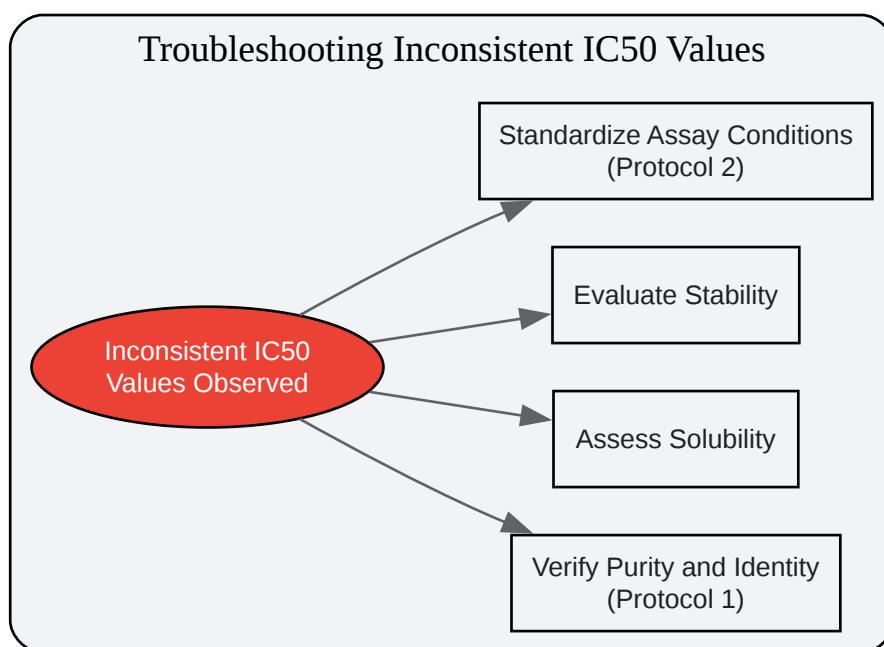 Troubleshooting Inconsistent IC50 Values
Standardize Assay Conditions
(Protocol 2)
Evaluate Stability
Inconsistent IC50
Values Observed
Assess Solubility
Verify Purity and Identity
(Protocol 1)